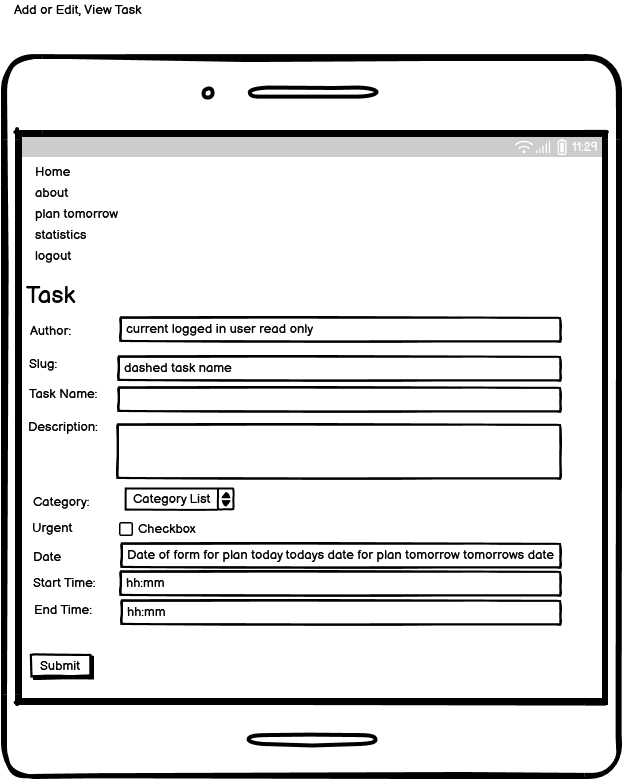 Add or Edit, View Task
11:29
Home
about
plan tomorrow
statistics
logout
Task
Author: current logged in user read only
Slug: dashed task name
Task Name:
Description:
Category: Category List
Urgent Checkbox
Date Date of form for plan today todays date for plan tomorrow tomorrows date
Start Time: hh:mm
End Time: hh:mm
Submit